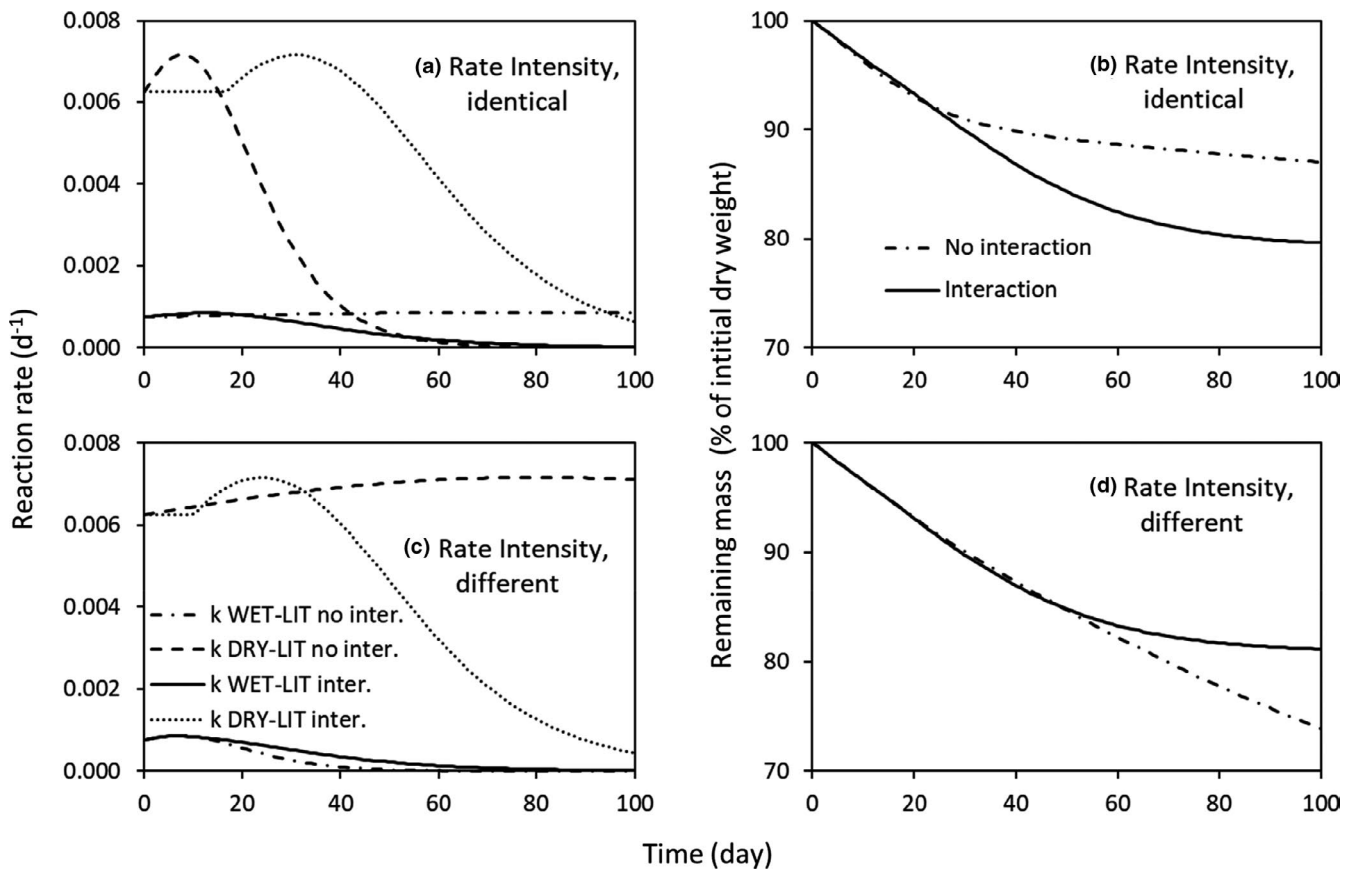 0.008
0.006
0.004
0.002
0.000
0 20 40 60 80 100
(a) Rate Intensity,
identical
100
90
80
70
0 20 40 60 80 100
(b) Rate Intensity,
identical
No interaction
Interaction
Reaction rate (d-1)
Remaining mass (% of intitial dry weight)
0.008
0.006
0.004
0.002
0.000
0 20 40 60 80 100
(c) Rate Intensity,
different
k WET-LIT no inter.
k DRY-LIT no inter.
k WET-LIT inter.
k DRY-LIT inter.
100
90
80
70
0 20 40 60 80 100
(d) Rate Intensity,
different
Time (day)